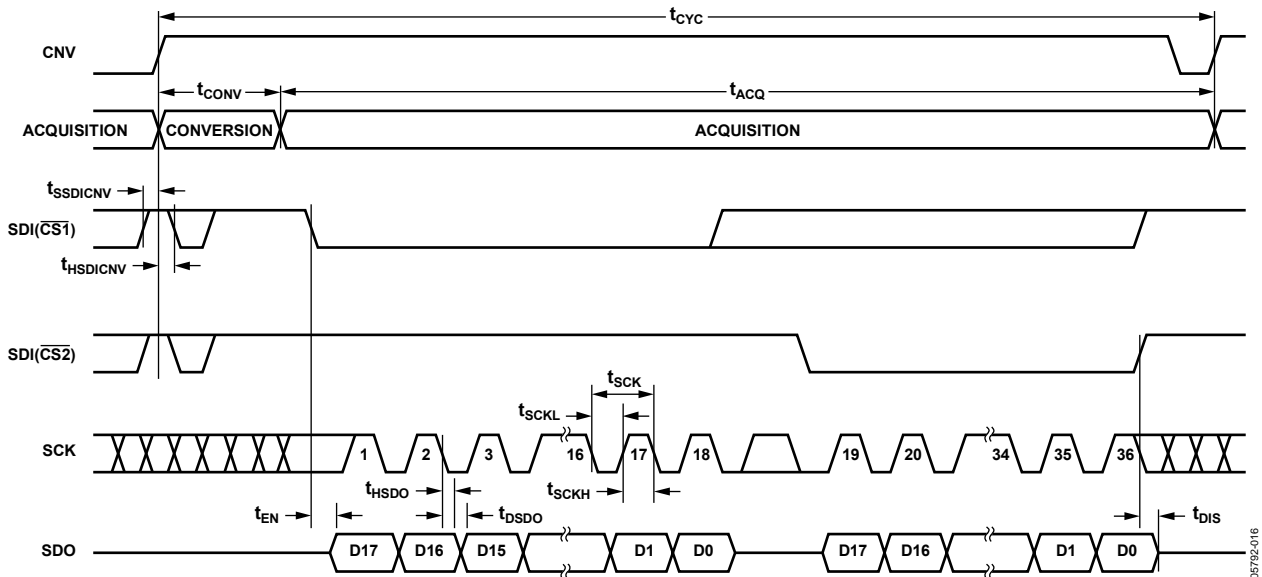 tCYC
CNV
tCONV
tACQ
ACQUISITION CONVERSION ACQUISITION
tSSDICNV
SDI(CS1)
tHSDICNV
SDI(CS2)
tSCK
tSCKL
SCK 1 2 3 16 17 18 19 20 34 35 36
tHSDO
tSCKH
tEN
tDSDO
tDIS
SDO D17 D16 D15 D1 D0 D17 D16 D1 D0
05792-016